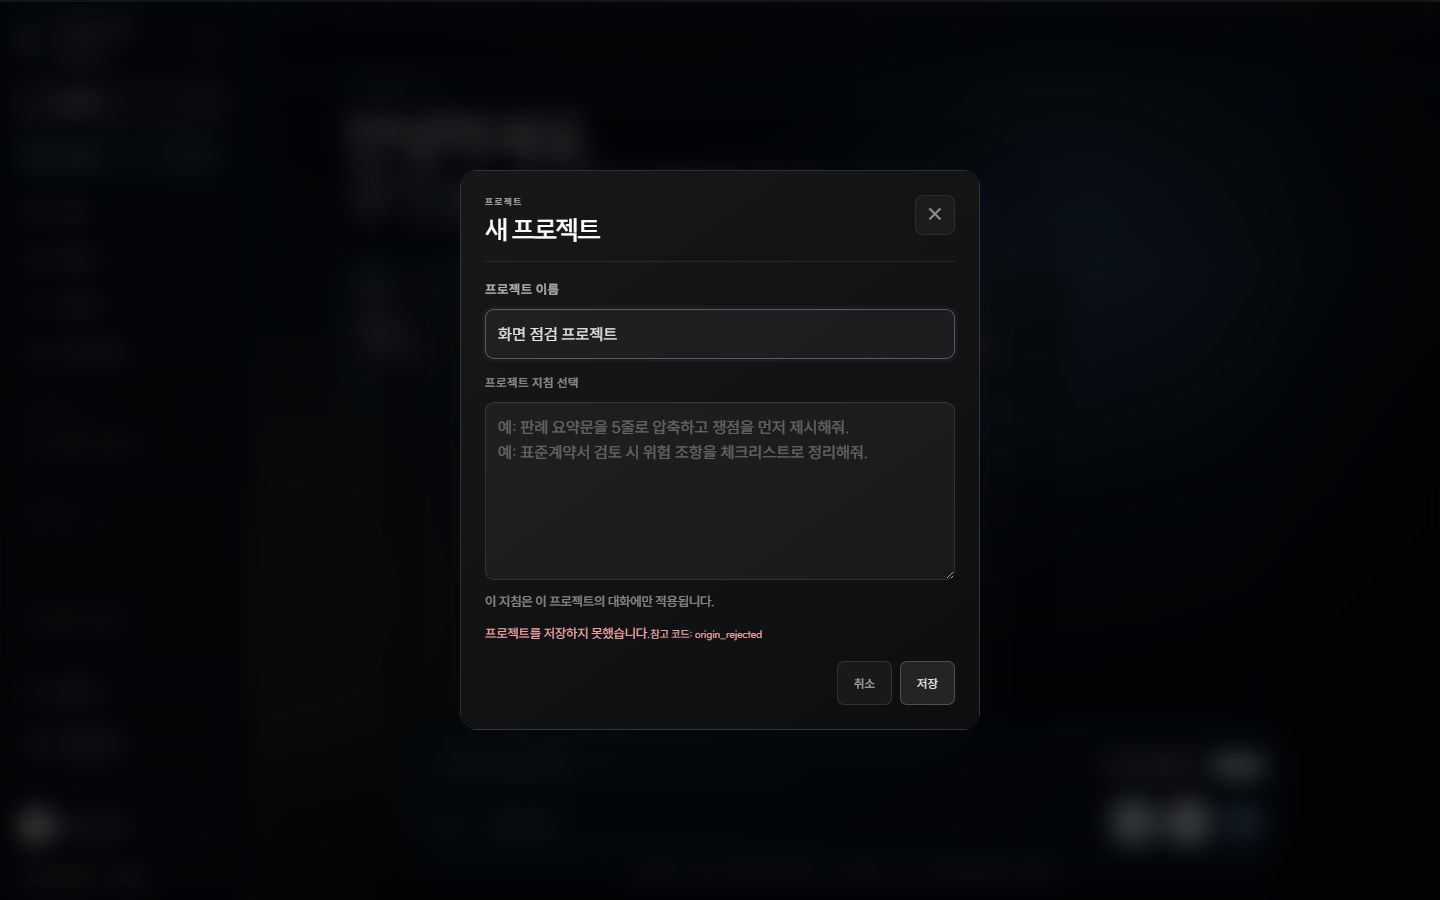 프로젝트
새 프로젝트
프로젝트 이름
화면 점검 프로젝트
프로젝트 지침 선택
예: 판례 요약문을 5줄로 압축하고 쟁점을 먼저 제시해줘.
예: 표준계약서 검토 시 위험 조항을 체크리스트로 정리해줘.
이 지침은 이 프로젝트의 대화에만 적용됩니다.
프로젝트를 저장하지 못했습니다.참고 코드: origin_rejected
취소 저장